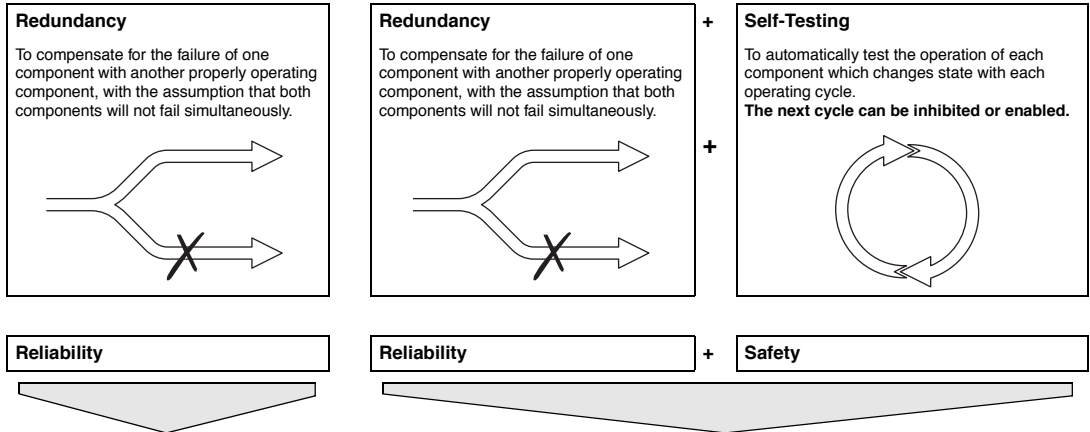 Redundancy
To compensate for the failure of one
component with another properly operating
component, with the assumption that both
components will not fail simultaneously.
Redundancy
To compensate for the failure of one
component with another properly operating
component, with the assumption that both
components will not fail simultaneously.
+
+
Self-Testing
To automatically test the operation of each
component which changes state with each
operating cycle.
The next cycle can be inhibited or enabled.
Reliability
Reliability
+
Safety